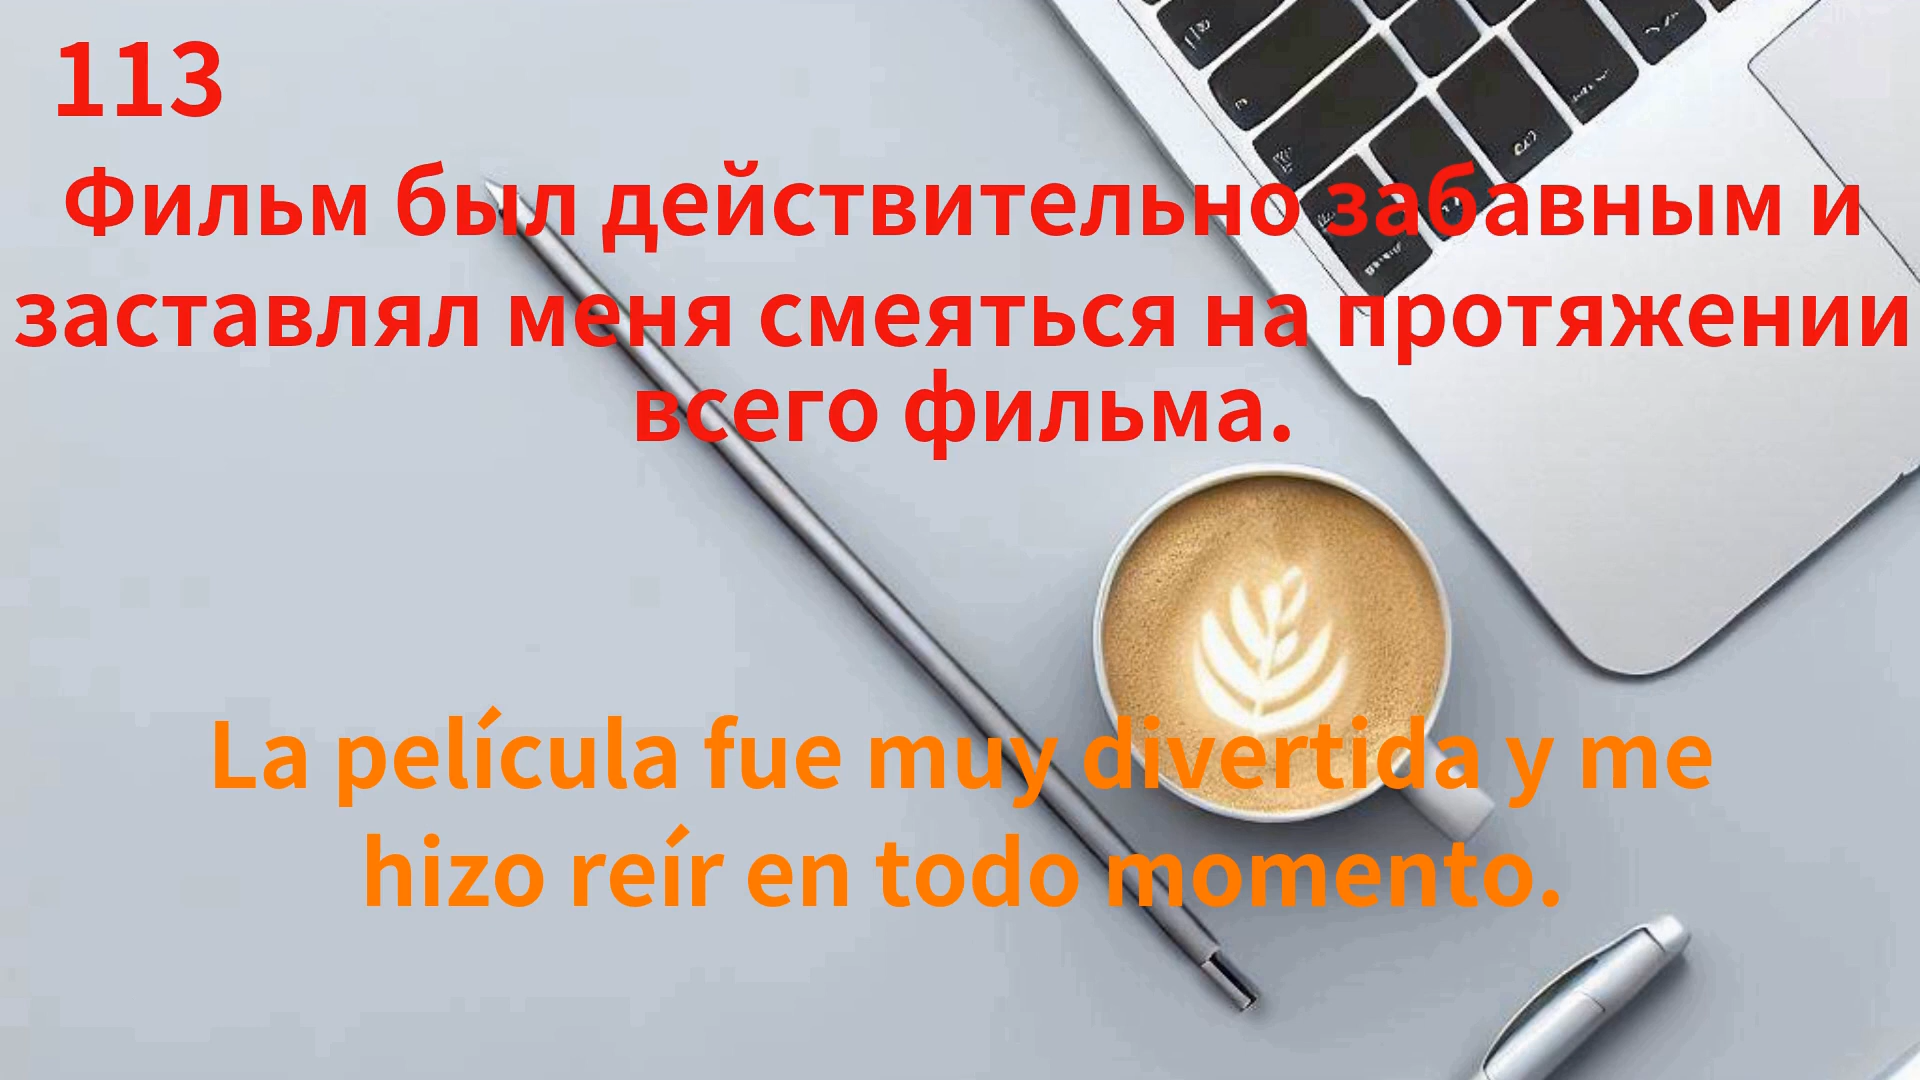 113
Фильм был действительно забавным и
заставлял меня смеяться на протяжении
всего фильма.
La película fue muy divertida y me
hizo reír en todo momento.